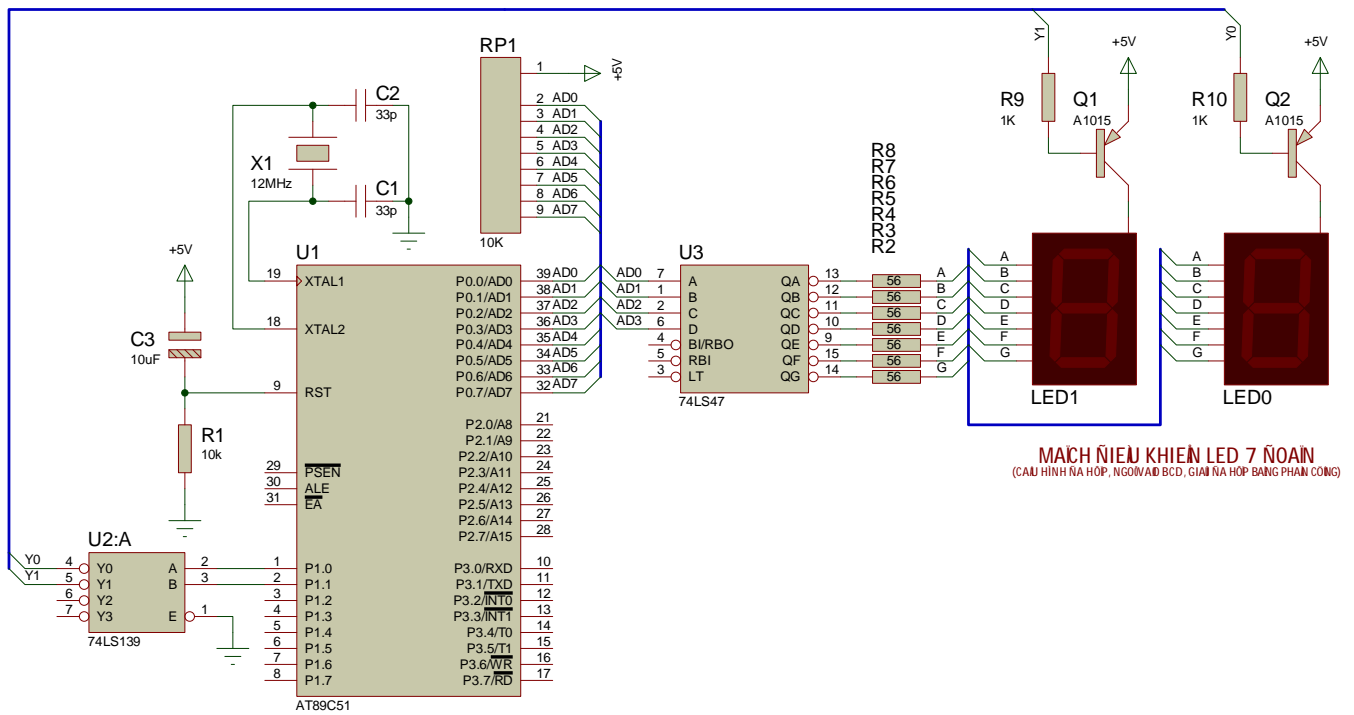 Y1
Y0
+5V
+5V
RP1
1
+5V
2 AD0
3 AD1
4 AD2
5 AD3
6 AD4
7 AD5
8 AD6
9 AD7
10K
C2
33p
X1
12MHz
C1
33p
R9
1K
Q1
A1015
R10
1K
Q2
A1015
R8
R7
R6
R5
R4
R3
R2
+5V
C3
10uF
R1
10k
U1
19 XTAL1
18 XTAL2
9 RST
29 PSEN
30 ALE
31 EA
1 P1.0
2 P1.1
3 P1.2
4 P1.3
5 P1.4
6 P1.5
7 P1.6
8 P1.7
P0.0/AD0 39 AD0
P0.1/AD1 38 AD1
P0.2/AD2 37 AD2
P0.3/AD3 36 AD3
P0.4/AD4 35 AD4
P0.5/AD5 34 AD5
P0.6/AD6 33 AD6
P0.7/AD7 32 AD7
P2.0/A8 21
P2.1/A9 22
P2.2/A10 23
P2.3/A11 24
P2.4/A12 25
P2.5/A13 26
P2.6/A14 27
P2.7/A15 28
P3.0/RXD 10
P3.1/TXD 11
P3.2/INT0 12
P3.3/INT1 13
P3.4/T0 14
P3.5/T1 15
P3.6/WR 16
P3.7/RD 17
AT89C51
U2:A
Y0 4 Y0 A 2
Y1 5 Y1 B 3
6 Y2
7 Y3 E 1
74LS139
U3
AD0 7 A QA 13 56 A
AD1 1 B QB 12 56 B
AD2 2 C QC 11 56 C
AD3 6 D QD 10 56 D
4 BI/RBO QE 9 56 E
5 RBI QF 15 56 F
3 LT QG 14 56 G
74LS47
A
B
C
D
E
F
G
LED1
A
B
C
D
E
F
G
LED0
MAÏCH ÑIEÀU KHIEÅN LED 7 ÑOAÏN